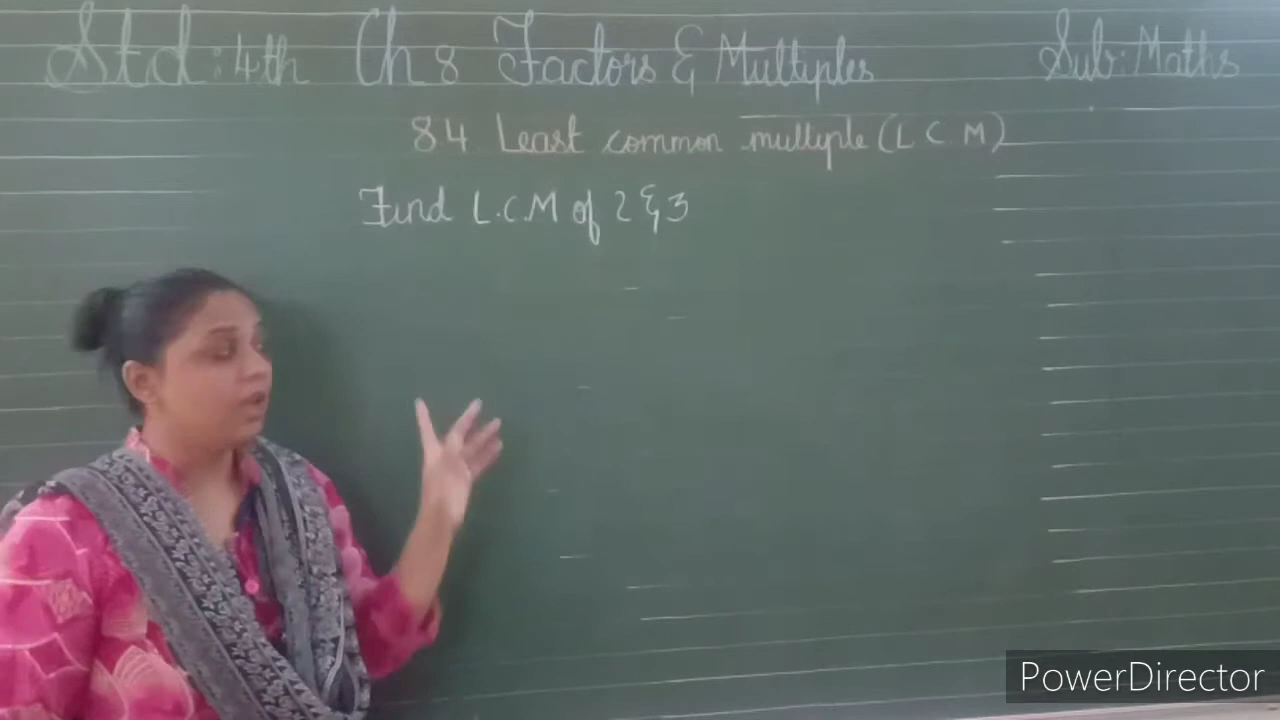 Std : 4th Ch 8 Factors & Multiples Sub : Maths
8.4 Least common multiple (L C M)
Find L.C.M of 2 & 3
PowerDirector